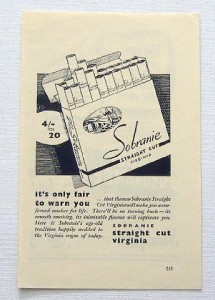 4/-
FOR
20
Sobranie
STRAIGHT CUT
VIRGINIA
it's only fair
to warn you
...that the new Sobranie Straight
Cut Virginia will make you a con-
firmed smoker for life. There'll be no turning back — its
smooth smoking, its inimitable flavour will captivate you.
Here is Sobranie's age-old
tradition happily wedded to
the Virginia vogue of today.
SOBRANIE
straight cut
virginia